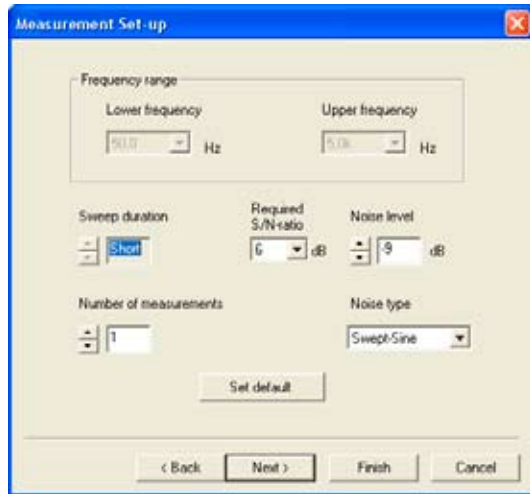 Measurement Set-up
Frequency range
Lower frequency
Upper frequency
50.0
Hz
5.0k
Hz
Sweep duration
Required
S/N-ratio
Noise level
Short
6
dB
-9
dB
Number of measurements
Noise type
1
Swept-Sine
Set default
< Back
Next >
Finish
Cancel